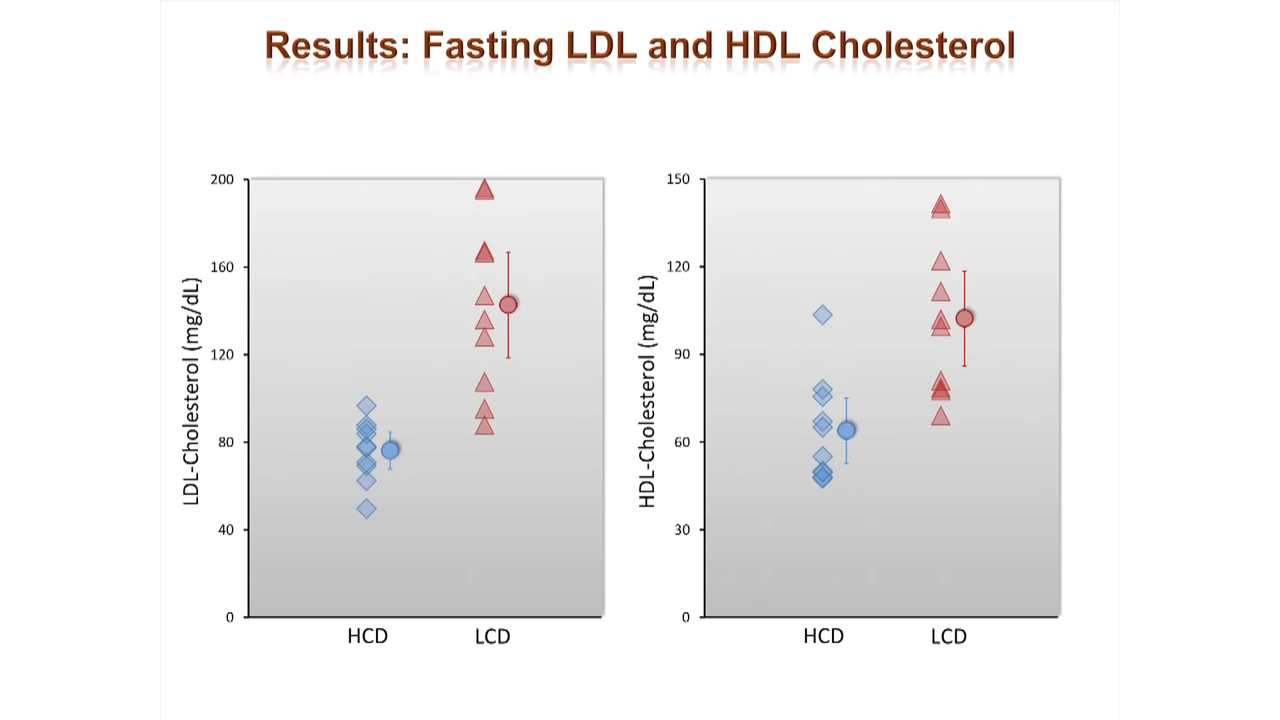 Results: Fasting LDL and HDL Cholesterol
LDL-Cholesterol (mg/dL)
200
160
120
80
40
0
HCD LCD
HDL-Cholesterol (mg/dL)
150
120
90
60
30
0
HCD LCD